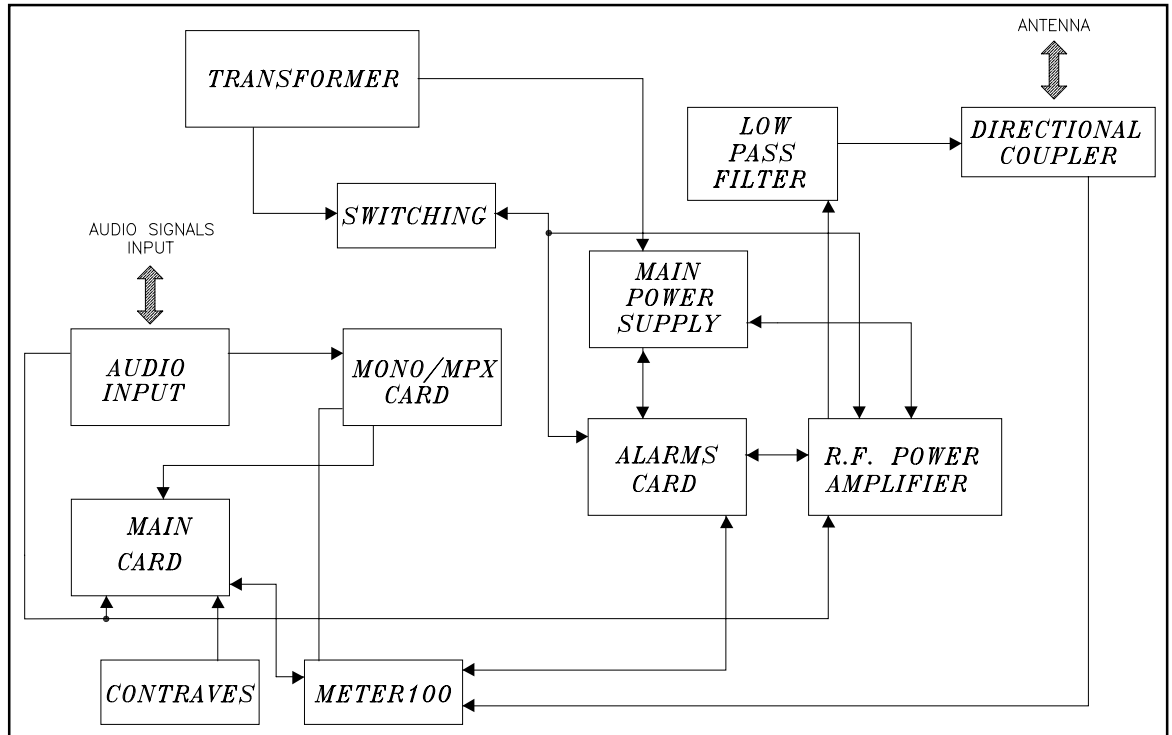 ANTENNA
TRANSFORMER
LOW
PASS
FILTER
DIRECTIONAL
COUPLER
SWITCHING
AUDIO SIGNALS
INPUT
MAIN
POWER
SUPPLY
AUDIO
INPUT
MONO/MPX
CARD
ALARMS
CARD
R.F. POWER
AMPLIFIER
MAIN
CARD
CONTRAVES
METER100